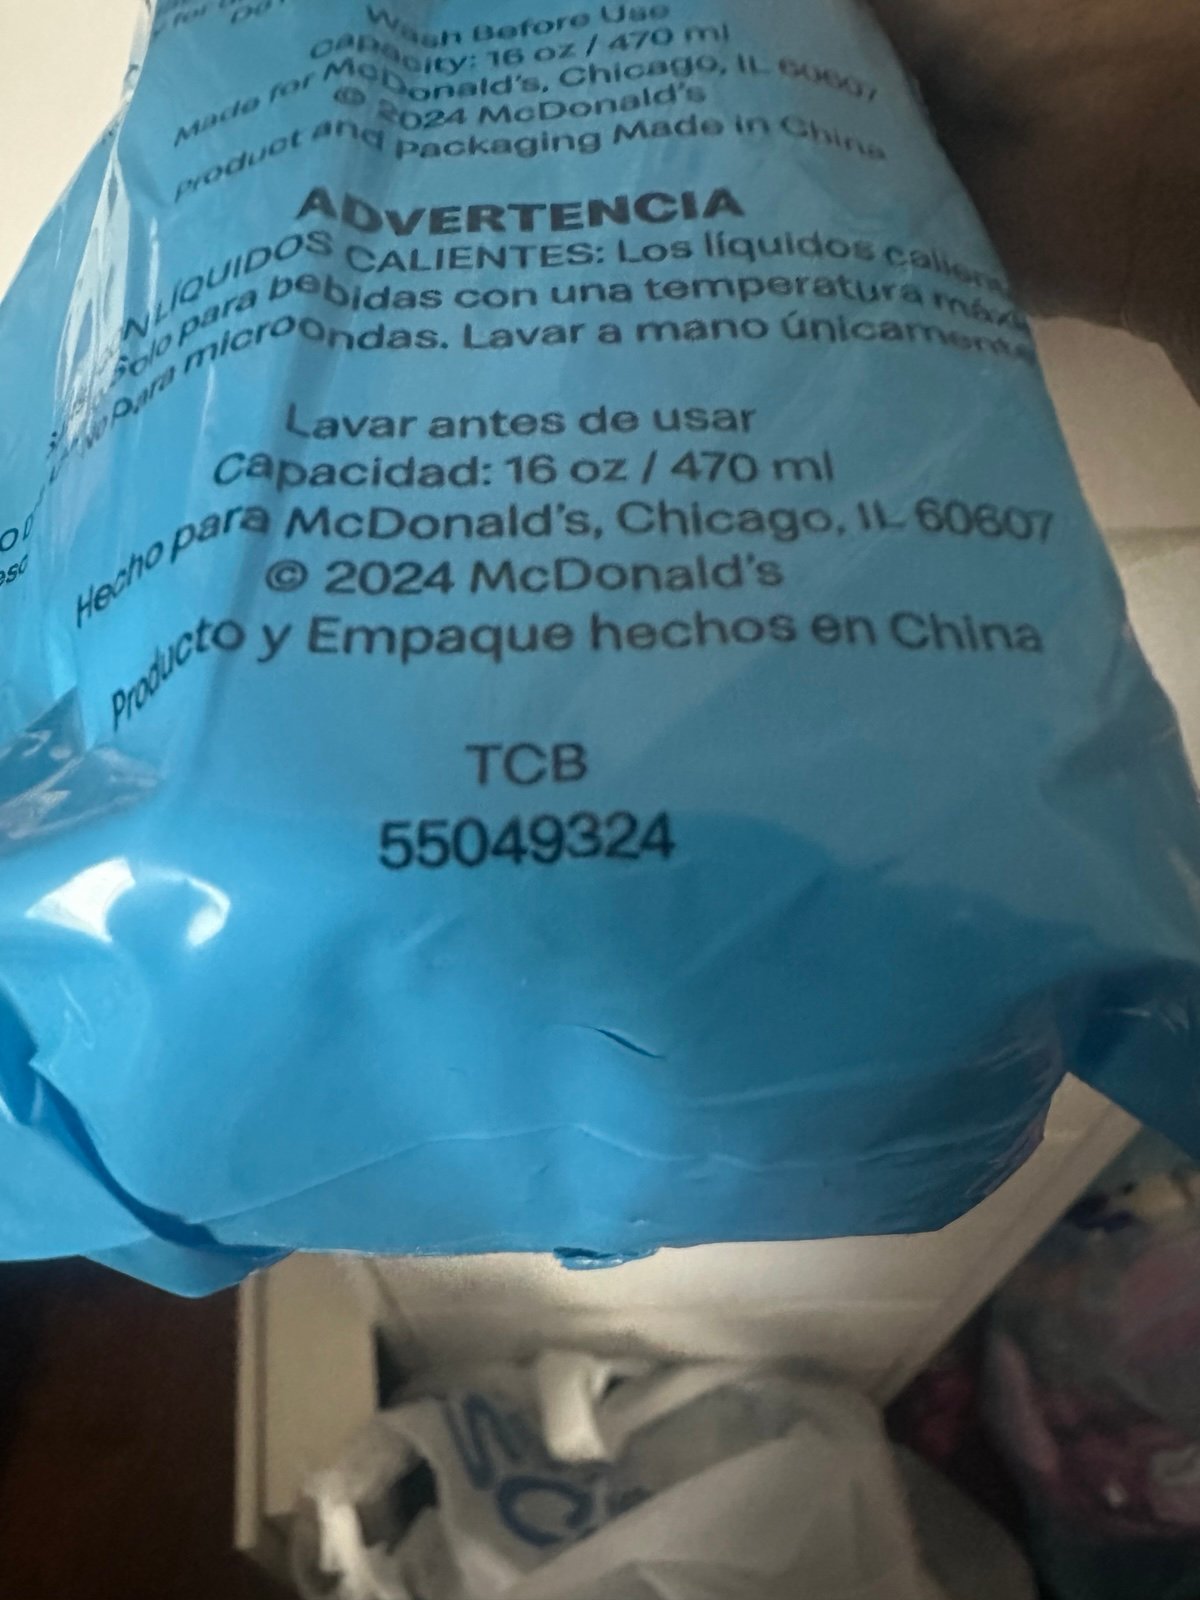 Wash Before Use
Capacity: 16 oz / 470 ml
Made for McDonald's, Chicago, IL 60607
© 2024 McDonald's
Product and Packaging Made in China
ADVERTENCIA
LÍQUIDOS CALIENTES: Los líquidos
Solo para bebidas con una temperatura
No para microondas. Lavar a mano únicamente
Lavar antes de usar
Capacidad: 16 oz / 470 ml
Hecho para McDonald's, Chicago, IL 60607
© 2024 McDonald's
Producto y Empaque hechos en China
TCB
55049324